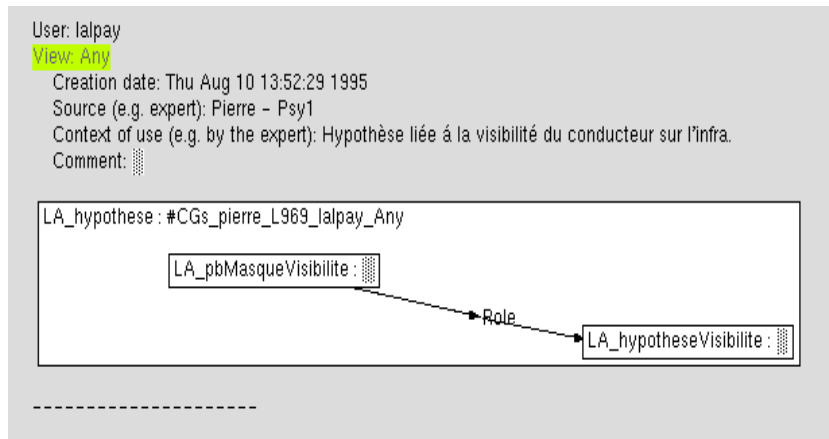 User: lalpay
View: Any
Creation date: Thu Aug 10 13:52:29 1995
Source (e.g. expert): Pierre – Psy1
Context of use (e.g. by the expert): Hypothèse liée á la visibilité du conducteur sur l'infra.
Comment:
LA_hypothese : #CGs_pierre_L969_lalpay_Any
LA_pbMasqueVisibilite :
Role
LA_hypotheseVisibilite :
----------------------